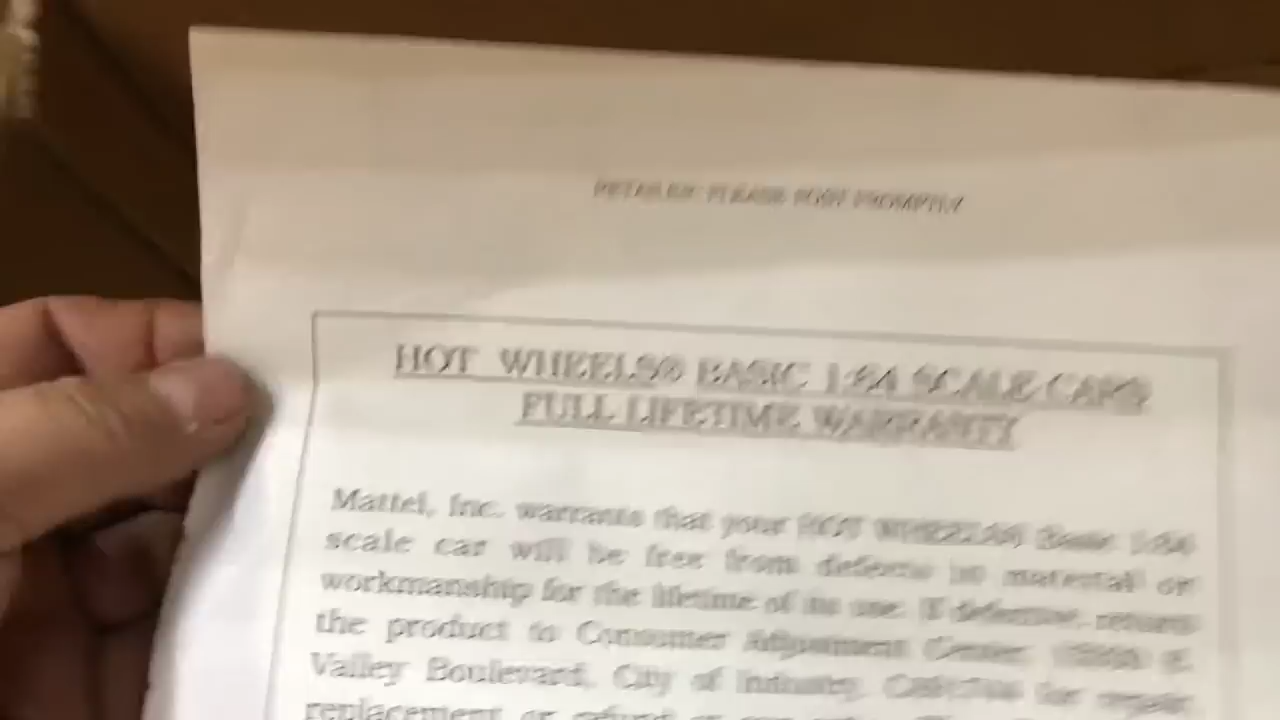 RETAILER: PLEASE POST PROMPTLY
HOT WHEELS® BASIC 1:64 SCALE CARS
FULL LIFETIME WARRANTY
Mattel, Inc. warrants that your HOT WHEELS® Basic 1:64
scale car will be free from defects in material or
workmanship for the lifetime of its use. If defective, return
the product to Consumer Adjustment Center, E.
Valley Boulevard, City of Industry, California for repair,
replacement or refund